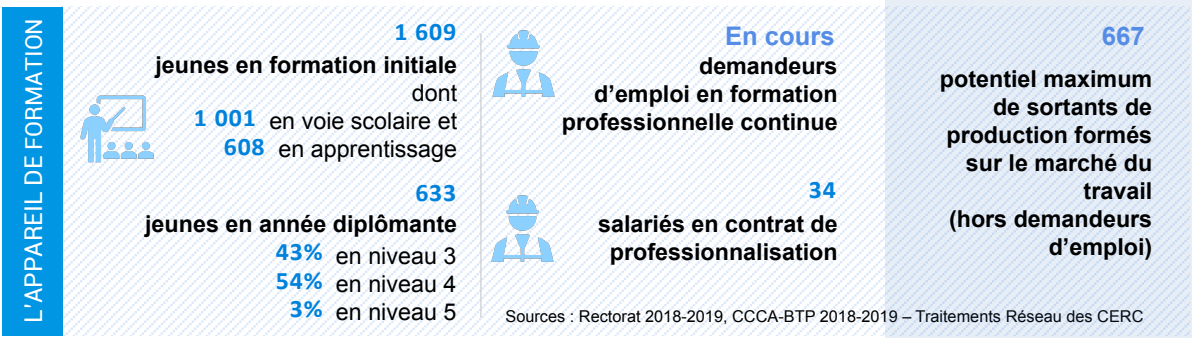 L'APPAREIL DE FORMATION
1 609
jeunes en formation initiale
dont
1 001 en voie scolaire et
608 en apprentissage
633
jeunes en année diplômante
43% en niveau 3
54% en niveau 4
3% en niveau 5
En cours
demandeurs
d'emploi en formation
professionnelle continue
34
salariés en contrat de
professionnalisation
667
potentiel maximum
de sortants de
production formés
sur le marché du
travail
(hors demandeurs
d'emploi)
Sources : Rectorat 2018-2019, CCCA-BTP 2018-2019 – Traitements Réseau des CERC